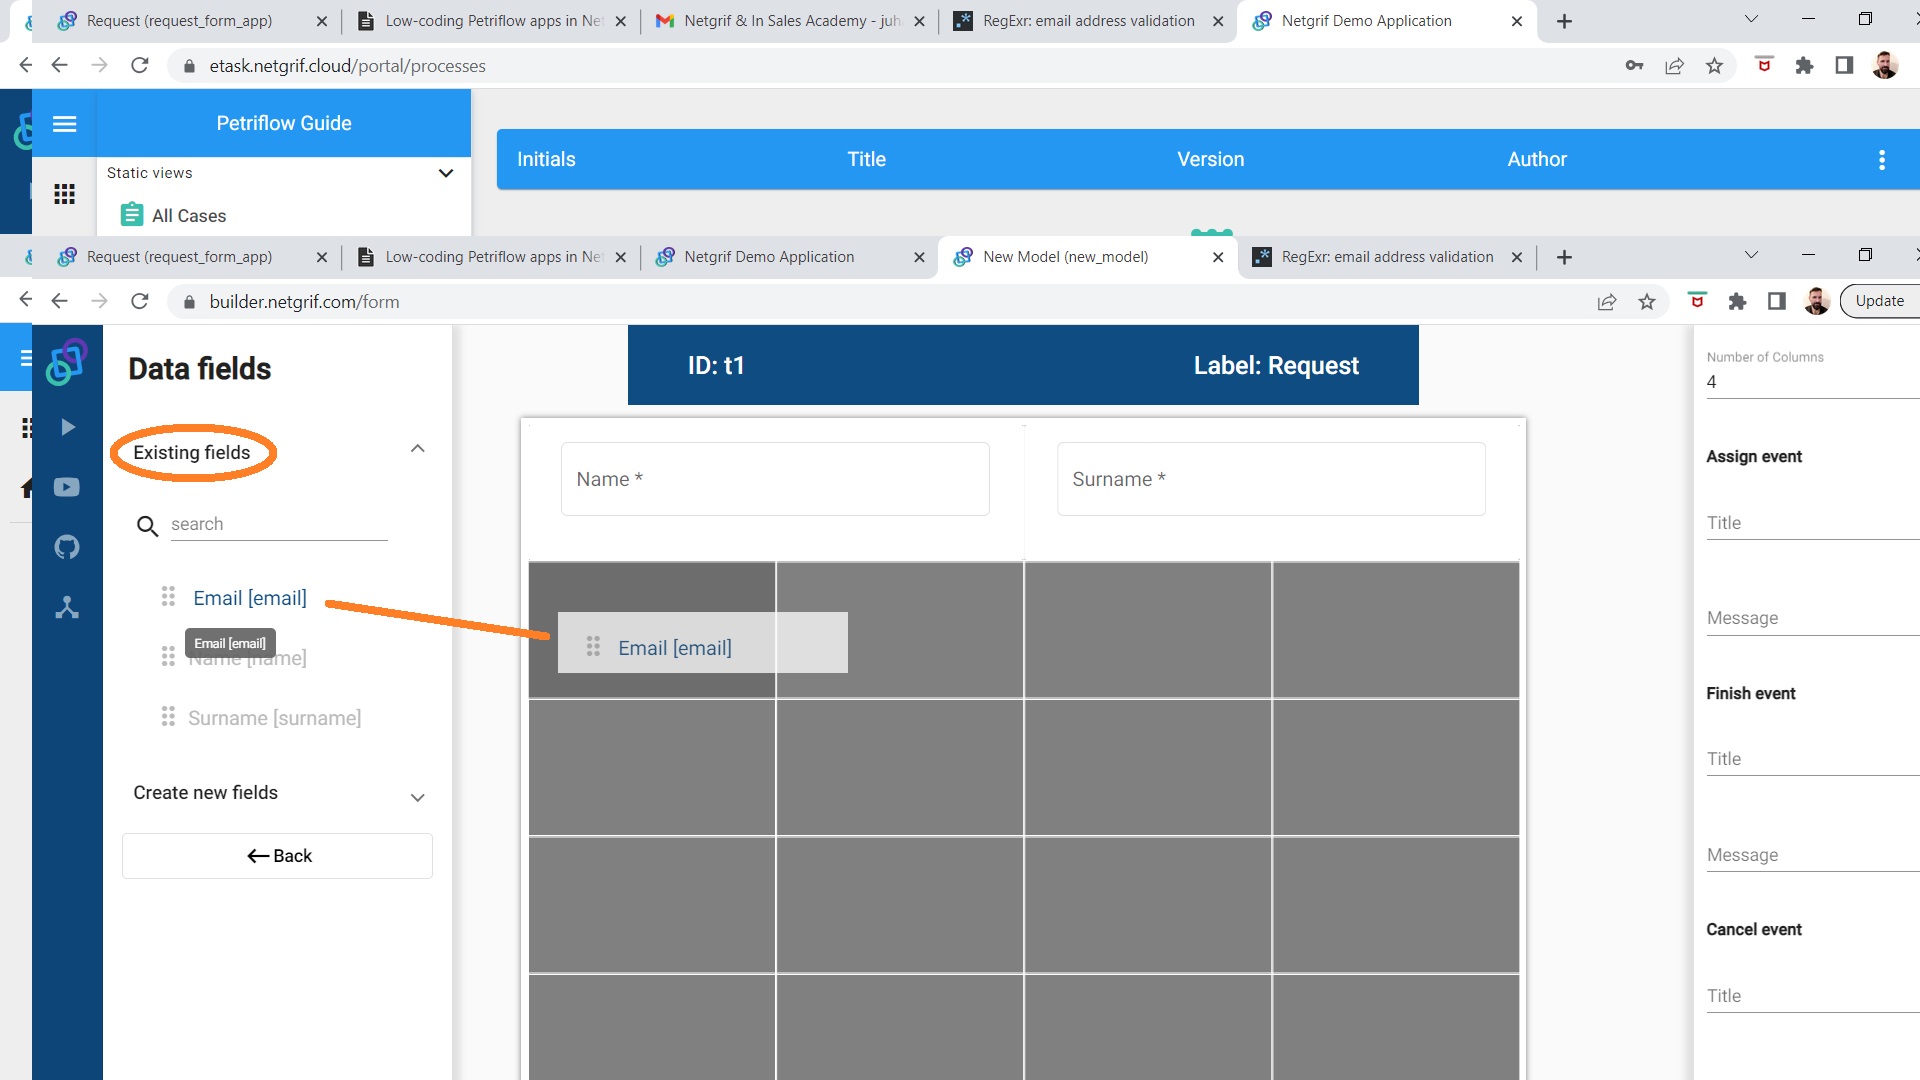 Request (request_form_app)
Low-coding Petriflow apps in Net
Netgrif & In Sales Academy - juh
RegExr: email address validation
Netgrif Demo Application
etask.netgrif.cloud/portal/processes
Petriflow Guide
Initials
Title
Version
Author
Static views
All Cases
Request (request_form_app)
Low-coding Petriflow apps in Net
Netgrif Demo Application
New Model (new_model)
RegExr: email address validation
builder.netgrif.com/form
Update
Data fields
ID: t1
Label: Request
Number of Columns
4
Existing fields
Name *
Surname *
Assign event
search
Title
Email [email]
Email [email]
Name [name]
Email [email]
Message
Surname [surname]
Finish event
Title
Create new fields
Back
Message
Cancel event
Title